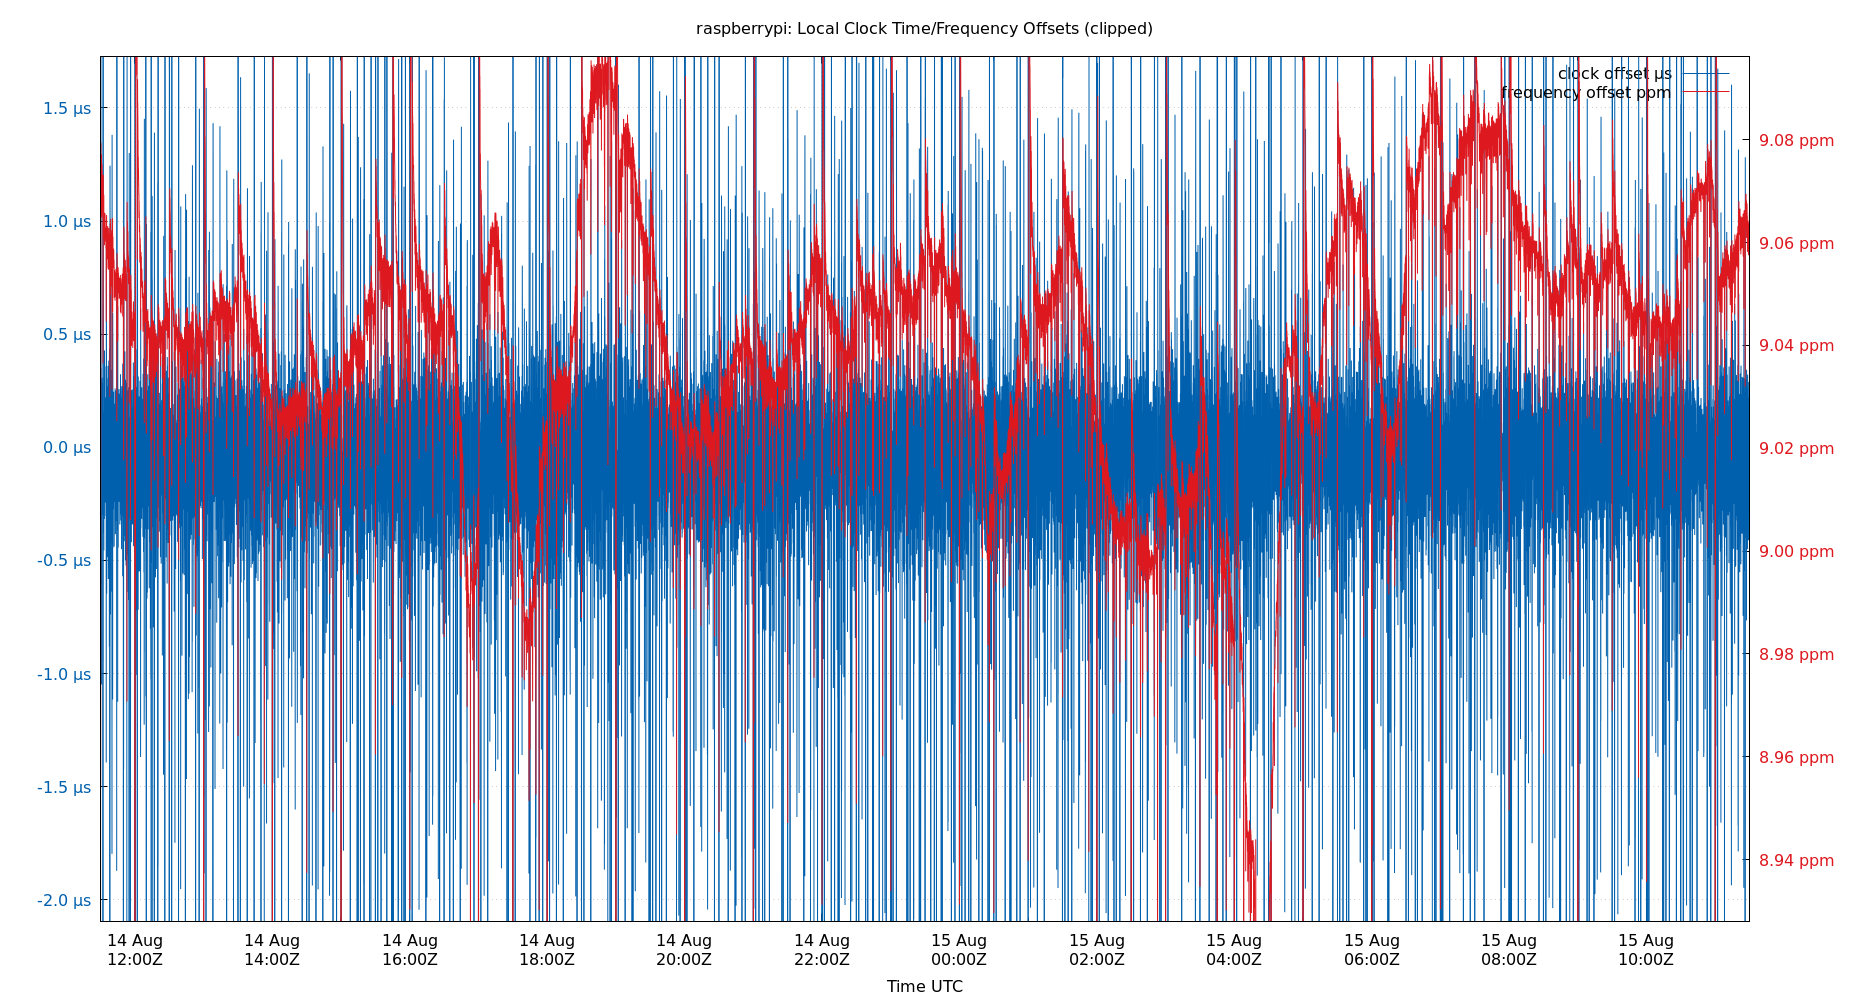 raspberrypi: Local Clock Time/Frequency Offsets (clipped)
clock offset µs
frequency offset ppm
1.5 µs
1.0 µs
0.5 µs
0.0 µs
-0.5 µs
-1.0 µs
-1.5 µs
-2.0 µs
9.08 ppm
9.06 ppm
9.04 ppm
9.02 ppm
9.00 ppm
8.98 ppm
8.96 ppm
8.94 ppm
14 Aug 14 Aug 14 Aug 14 Aug 14 Aug 14 Aug 15 Aug 15 Aug 15 Aug 15 Aug 15 Aug 15 Aug
12:00Z 14:00Z 16:00Z 18:00Z 20:00Z 22:00Z 00:00Z 02:00Z 04:00Z 06:00Z 08:00Z 10:00Z
Time UTC